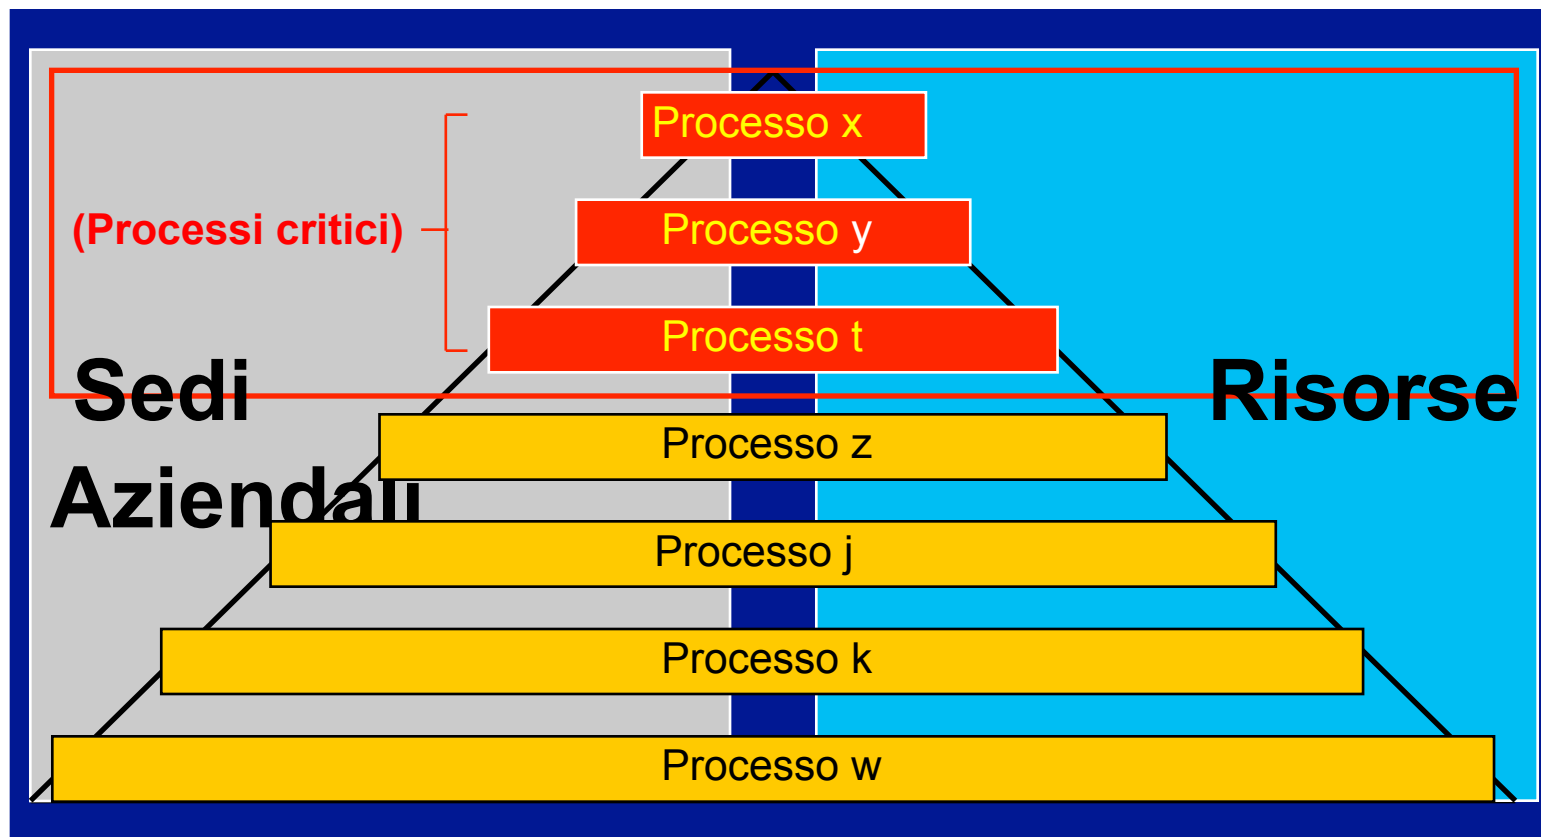 Processo x
(Processi critici)
Processo y
Processo t
Sedi
Aziendali
Risorse
Processo z
Processo j
Processo k
Processo w